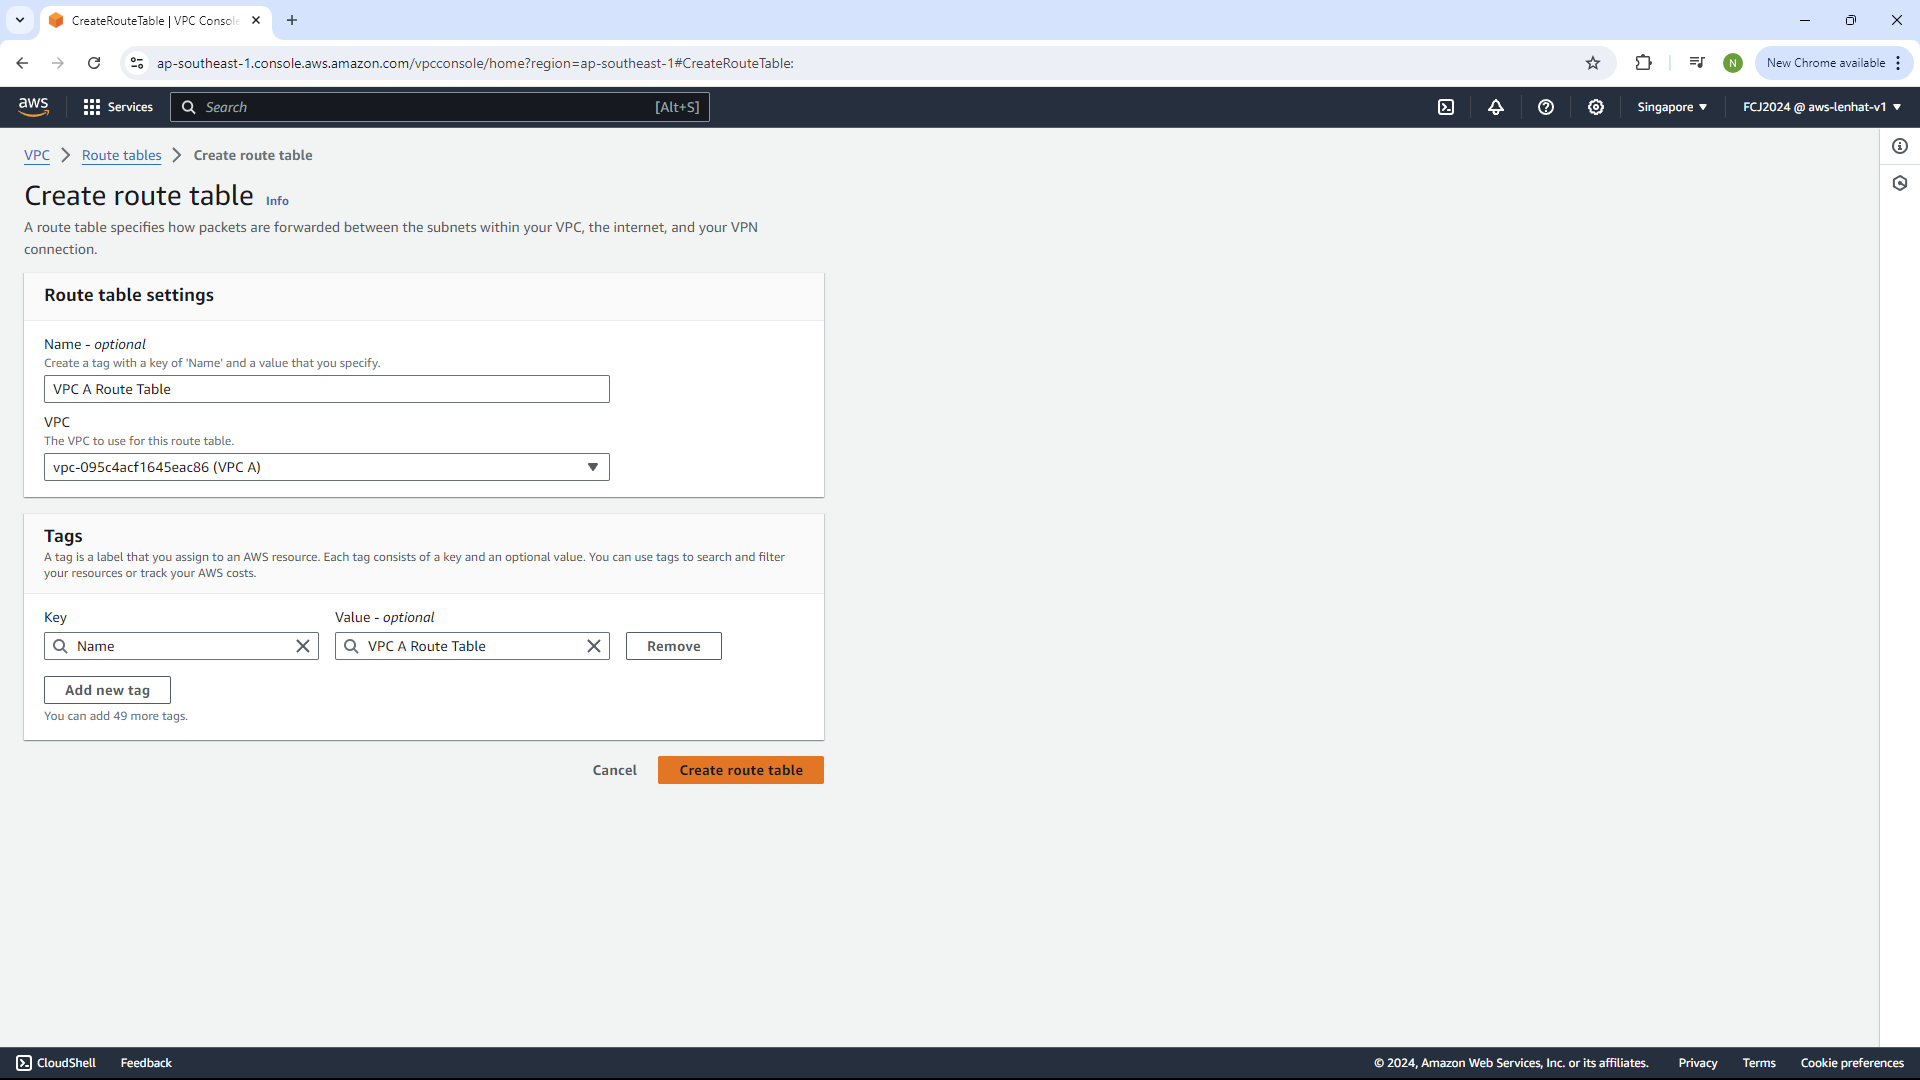 CreateRouteTable | VPC Console
ap-southeast-1.console.aws.amazon.com/vpcconsole/home?region=ap-southeast-1#CreateRouteTable:
N
New Chrome available
aws
Services
Search
[Alt+S]
Singapore
FCJ2024 @ aws-lenhat-v1
VPC
Route tables
Create route table
Create route table
Info
A route table specifies how packets are forwarded between the subnets within your VPC, the internet, and your VPN
connection.
Route table settings
Name - optional
Create a tag with a key of 'Name' and a value that you specify.
VPC A Route Table
VPC
The VPC to use for this route table.
vpc-095c4acf1645eac86 (VPC A)
Tags
A tag is a label that you assign to an AWS resource. Each tag consists of a key and an optional value. You can use tags to search and filter
your resources or track your AWS costs.
Key
Value - optional
Name
VPC A Route Table
Remove
Add new tag
You can add 49 more tags.
Cancel
Create route table
CloudShell
Feedback
© 2024, Amazon Web Services, Inc. or its affiliates.
Privacy
Terms
Cookie preferences